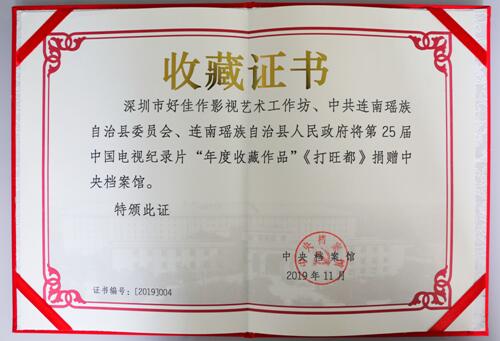 收藏证书
深圳市好佳作影视艺术工作坊、中共连南瑶族
自治县委员会、连南瑶族自治县人民政府将第25届
中国电视纪录片“年度收藏作品”《打旺都》捐赠中
央档案馆。
特颁此证
中央档案馆
2019年11月
证书编号:[2019]004